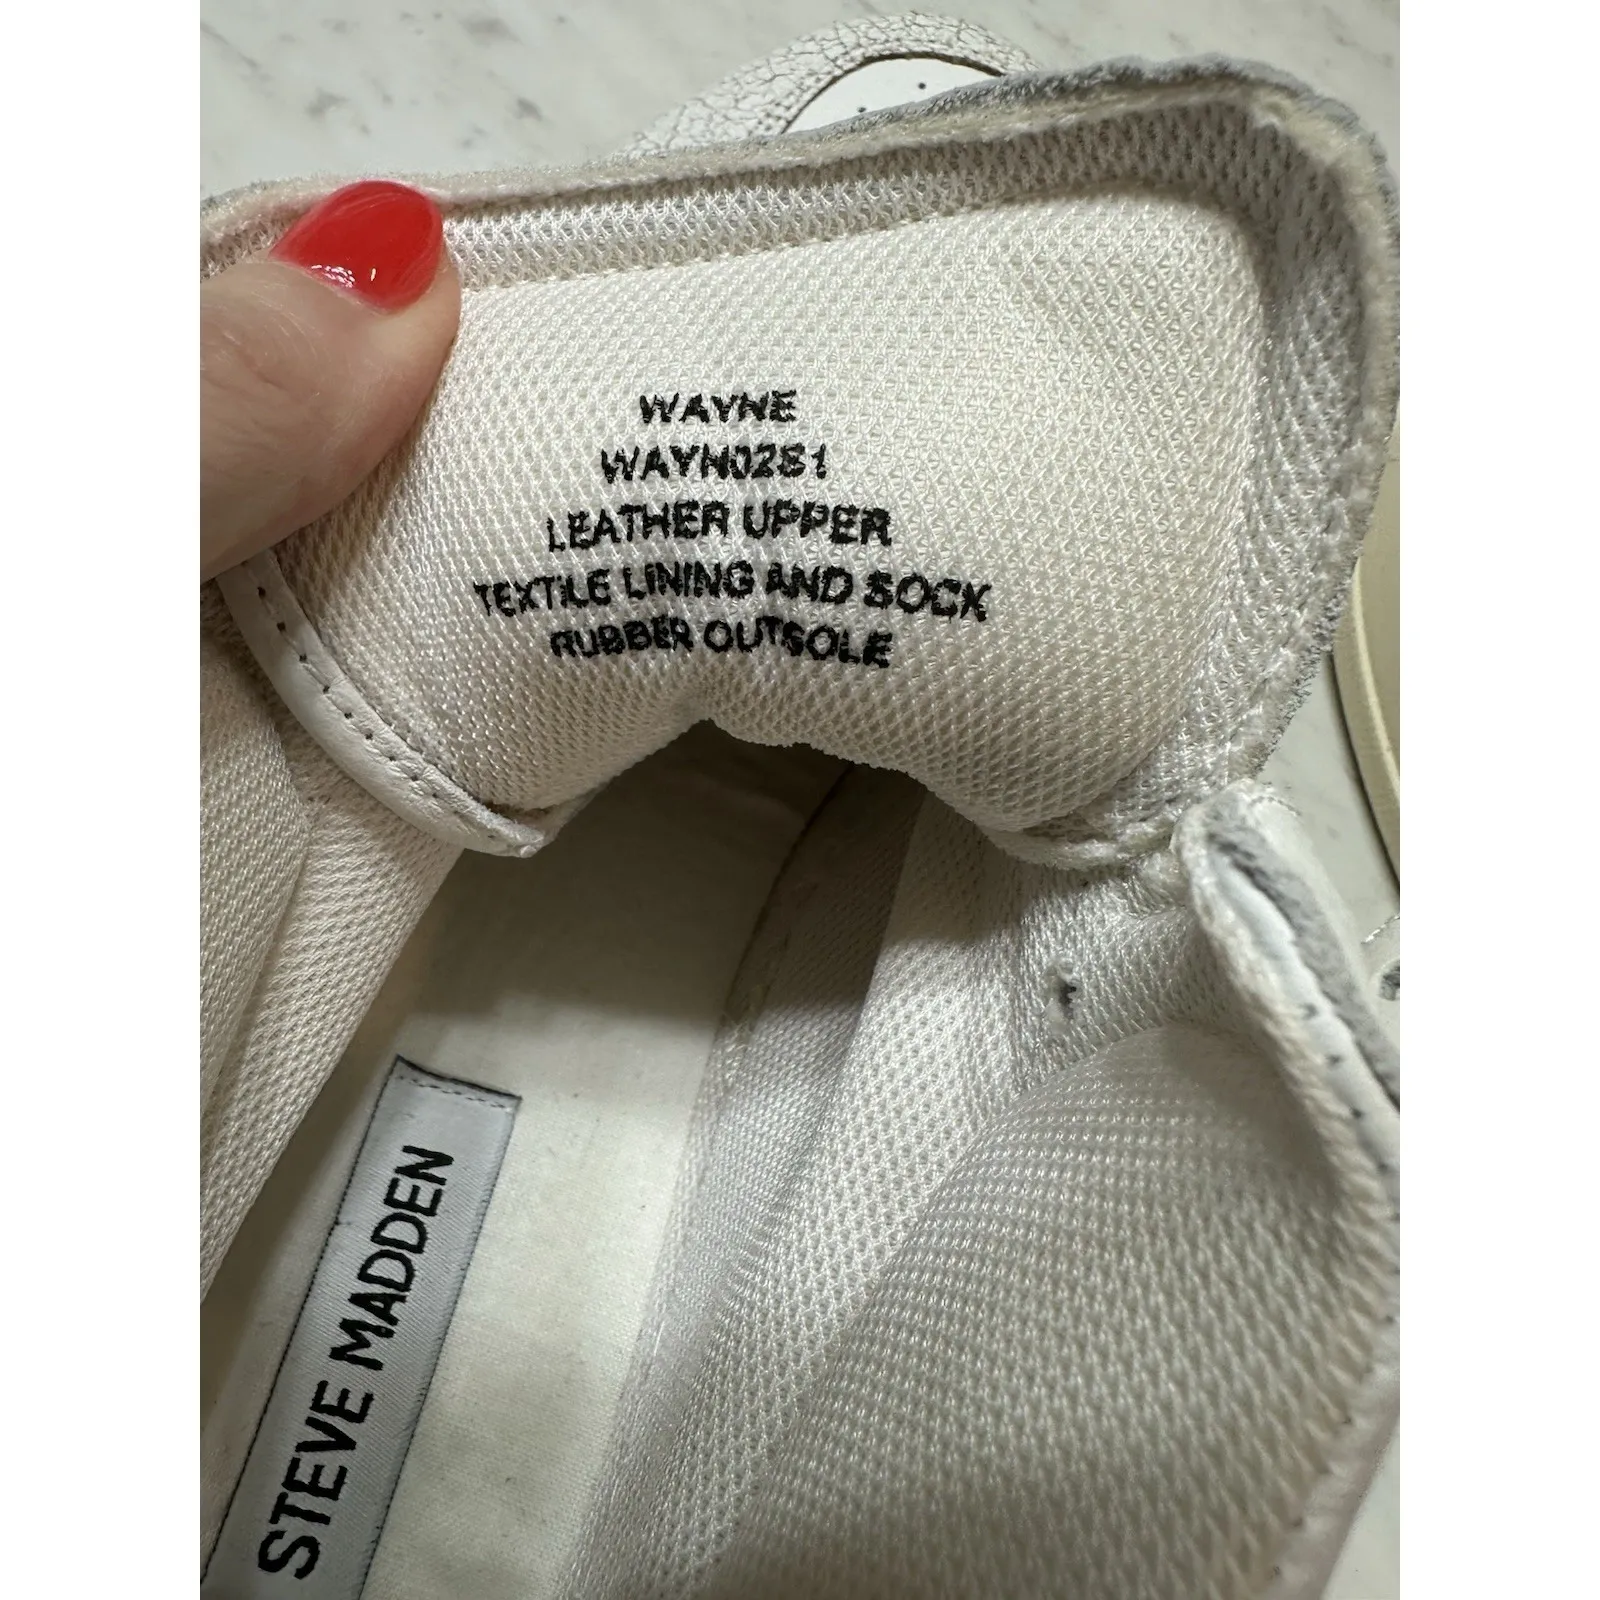 WAYNE
WAYN02S1
LEATHER UPPER
TEXTILE LINING AND SOCK
RUBBER OUTSOLE
STEVE MADDEN